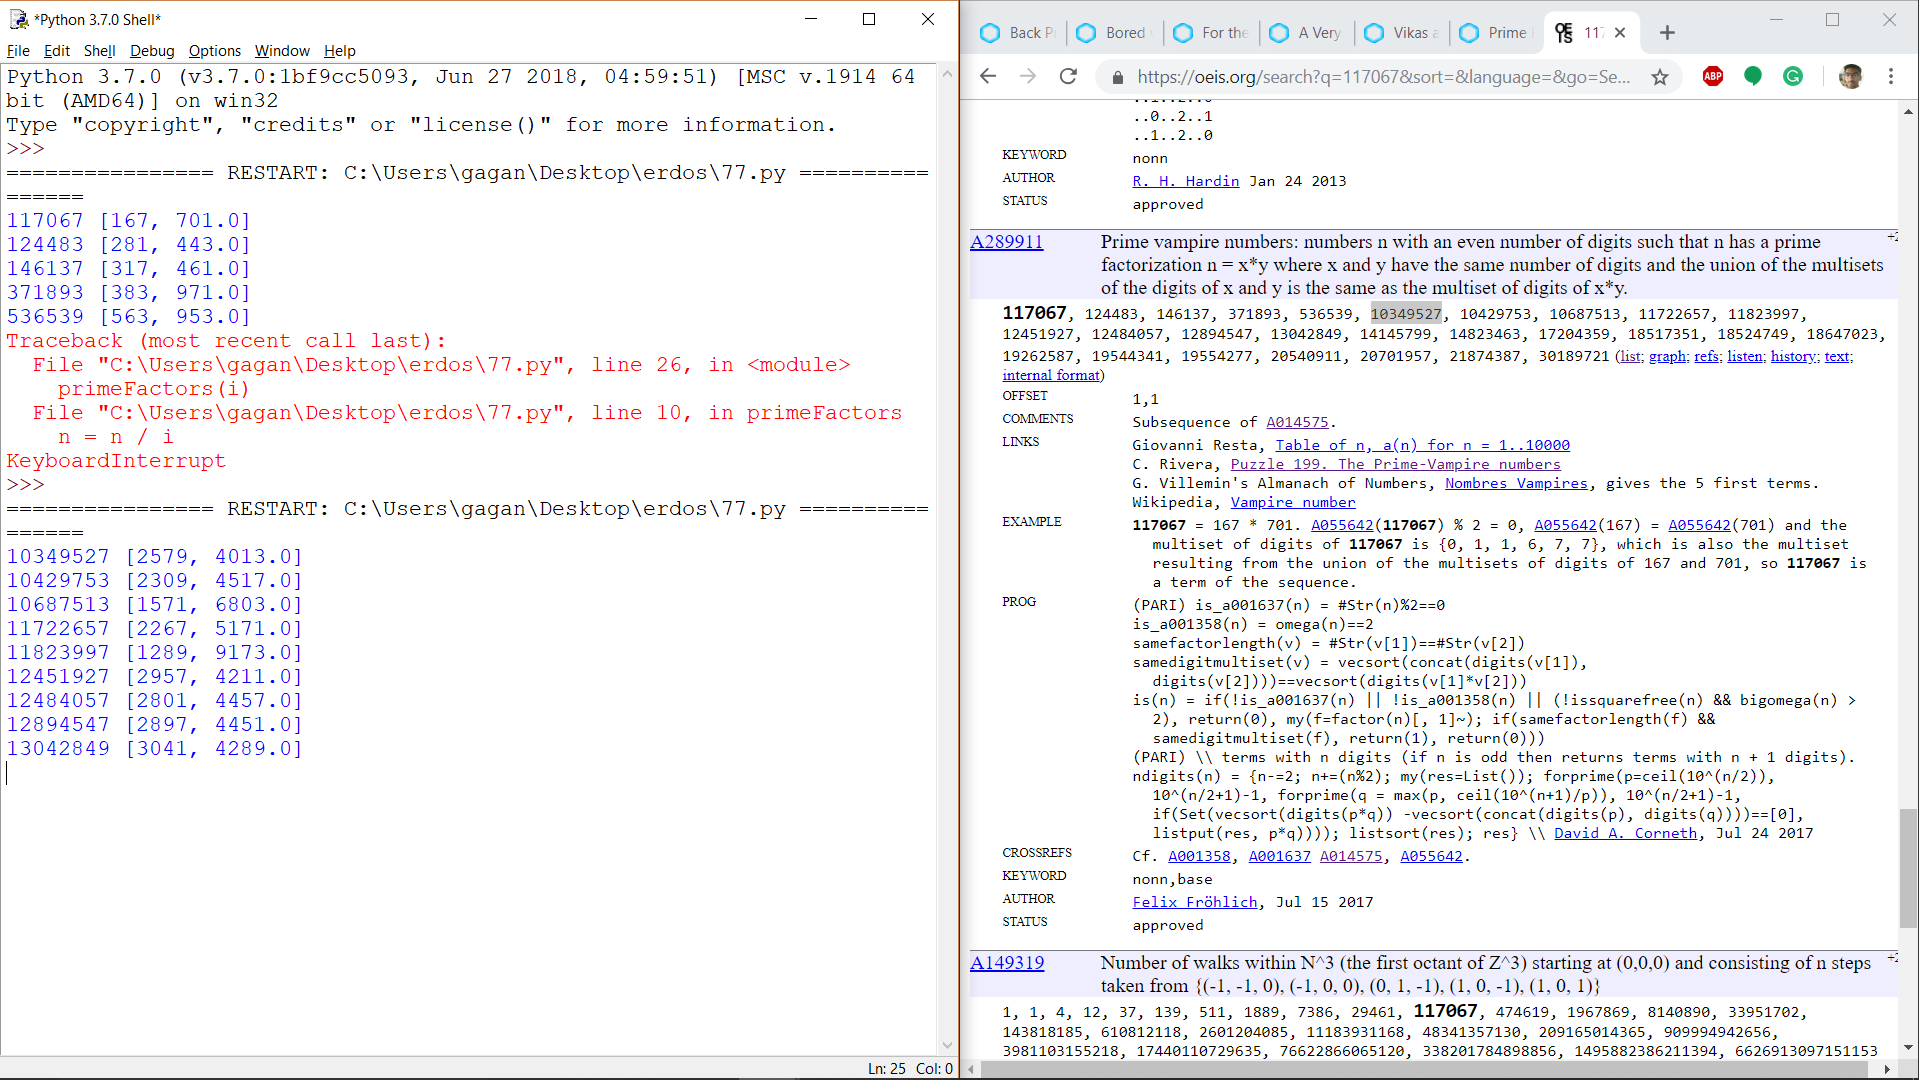 *Python 3.7.0 Shell*
File Edit Shell Debug Options Window Help
Python 3.7.0 (v3.7.0:1bf9cc5093, Jun 27 2018, 04:59:51) [MSC v.1914 64
bit (AMD64)] on win32
Type "copyright", "credits" or "license()" for more information.
>>>
================ RESTART: C:\Users\gagan\Desktop\erdos\77.py ==========
======
117067 [167, 701.0]
124483 [281, 443.0]
146137 [317, 461.0]
371893 [383, 971.0]
536539 [563, 953.0]
Traceback (most recent call last):
File "C:\Users\gagan\Desktop\erdos\77.py", line 26, in <module>
primeFactors(i)
File "C:\Users\gagan\Desktop\erdos\77.py", line 10, in primeFactors
n = n / i
KeyboardInterrupt
>>>
================ RESTART: C:\Users\gagan\Desktop\erdos\77.py ==========
======
10349527 [2579, 4013.0]
10429753 [2309, 4517.0]
10687513 [1571, 6803.0]
11722657 [2267, 5171.0]
11823997 [1289, 9173.0]
12451927 [2957, 4211.0]
12484057 [2801, 4457.0]
12894547 [2897, 4451.0]
13042849 [3041, 4289.0]
Ln: 25 Col: 0
Back P Bored For the A Very Vikas a Prime OEIS 117
https://oeis.org/search?q=117067&sort=&language=&go=Se...
ABP
..0..2..1
..1..2..0
KEYWORD nonn
AUTHOR R. H. Hardin Jan 24 2013
STATUS approved
A289911 Prime vampire numbers: numbers n with an even number of digits such that n has a prime +2
factorization n = x*y where x and y have the same number of digits and the union of the multisets
of the digits of x and y is the same as the multiset of digits of x*y.
117067, 124483, 146137, 371893, 536539, 10349527, 10429753, 10687513, 11722657, 11823997,
12451927, 12484057, 12894547, 13042849, 14145799, 14823463, 17204359, 18517351, 18524749, 18647023,
19262587, 19544341, 19554277, 20540911, 20701957, 21874387, 30189721 (list; graph; refs; listen; history; text;
internal format)
OFFSET 1,1
COMMENTS Subsequence of A014575.
LINKS Giovanni Resta, Table of n, a(n) for n = 1..10000
C. Rivera, Puzzle 199. The Prime-Vampire numbers
G. Villemin's Almanach of Numbers, Nombres Vampires, gives the 5 first terms.
Wikipedia, Vampire number
EXAMPLE 117067 = 167 * 701. A055642(117067) % 2 = 0, A055642(167) = A055642(701) and the
multiset of digits of 117067 is {0, 1, 1, 6, 7, 7}, which is also the multiset
resulting from the union of the multisets of digits of 167 and 701, so 117067 is
a term of the sequence.
PROG (PARI) is_a001637(n) = #Str(n)%2==0
is_a001358(n) = omega(n)==2
samefactorlength(v) = #Str(v[1])==#Str(v[2])
samedigitmultiset(v) = vecsort(concat(digits(v[1]),
digits(v[2])))==vecsort(digits(v[1]*v[2]))
is(n) = if(!is_a001637(n) || !is_a001358(n) || (!issquarefree(n) && bigomega(n) >
2), return(0), my(f=factor(n)[, 1]~); if(samefactorlength(f) &&
samedigitmultiset(f), return(1), return(0)))
(PARI) \\ terms with n digits (if n is odd then returns terms with n + 1 digits).
ndigits(n) = {n-=2; n+=(n%2); my(res=List()); forprime(p=ceil(10^(n/2)),
10^(n/2+1)-1, forprime(q = max(p, ceil(10^(n+1)/p)), 10^(n/2+1)-1,
if(Set(vecsort(digits(p*q)) -vecsort(concat(digits(p), digits(q))))==[0],
listput(res, p*q)))); listsort(res); res} \\ David A. Corneth, Jul 24 2017
CROSSREFS Cf. A001358, A001637 A014575, A055642.
KEYWORD nonn,base
AUTHOR Felix Fröhlich, Jul 15 2017
STATUS approved
A149319 Number of walks within N^3 (the first octant of Z^3) starting at (0,0,0) and consisting of n steps +2
taken from {(-1, -1, 0), (-1, 0, 0), (0, 1, -1), (1, 0, -1), (1, 0, 1)}
1, 1, 4, 12, 37, 139, 511, 1889, 7386, 29461, 117067, 474619, 1967869, 8140890, 33951702,
143818185, 610812118, 2601204085, 11183931168, 48341357130, 209165014365, 909994942656,
3981103155218, 17440110729635, 76622866065120, 338201784898856, 1495882386211394, 6626913097151153